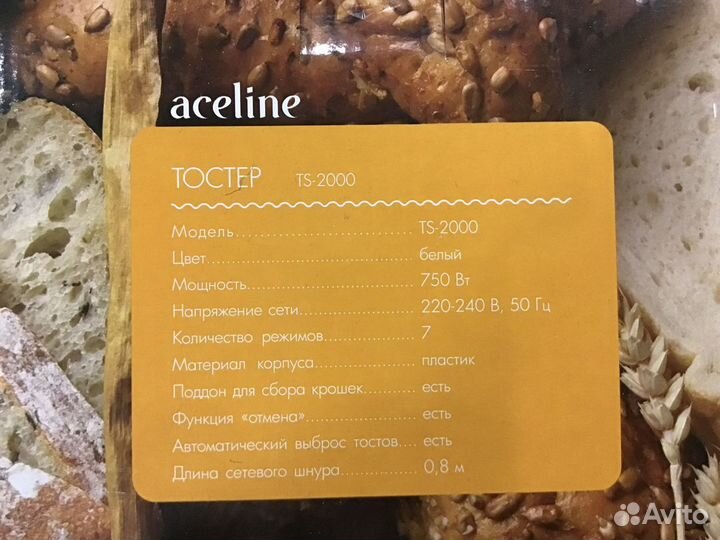 aceline
ТОСТЕР TS-2000
Модель............................. TS-2000
Цвет................................... белый
Мощность......................... 750 Вт
Напряжение сети................... 220-240 В, 50 Гц
Количество режимов.............. 7
Материал корпуса................. пластик
Поддон для сбора крошек........... есть
Функция «отмена».................. есть
Автоматический выброс тостов.... есть
Длина сетевого шнура............. 0,8 м
Avito